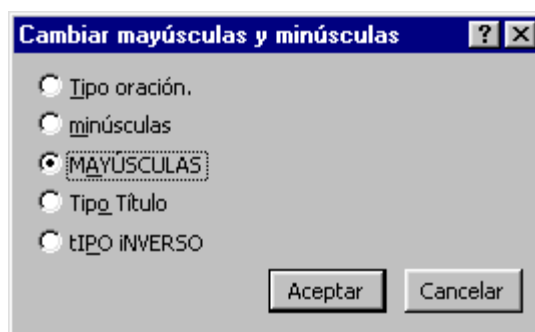 Cambiar mayúsculas y minúsculas ? X
Tipo oración.
minúsculas
MAYÚSCULAS
Tipo Título
tIPO iNVERSO
Aceptar Cancelar